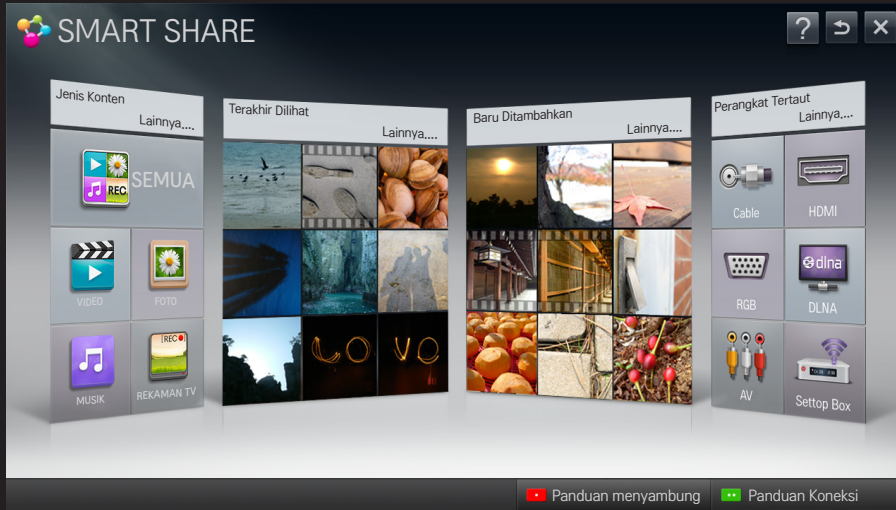 SMART SHARE
?
Jenis Konten
Lainnya....
SEMUA
REC
VIDEO
FOTO
MUSIK
[REC]
REKAMAN TV
Terakhir Dilihat
Lainnya....
LOVO
Baru Ditambahkan
Lainnya....
Perangkat Tertaut
Lainnya....
Cable
HDMI
RGB
dlna
DLNA
AV
Settop Box
Panduan menyambung
Panduan Koneksi